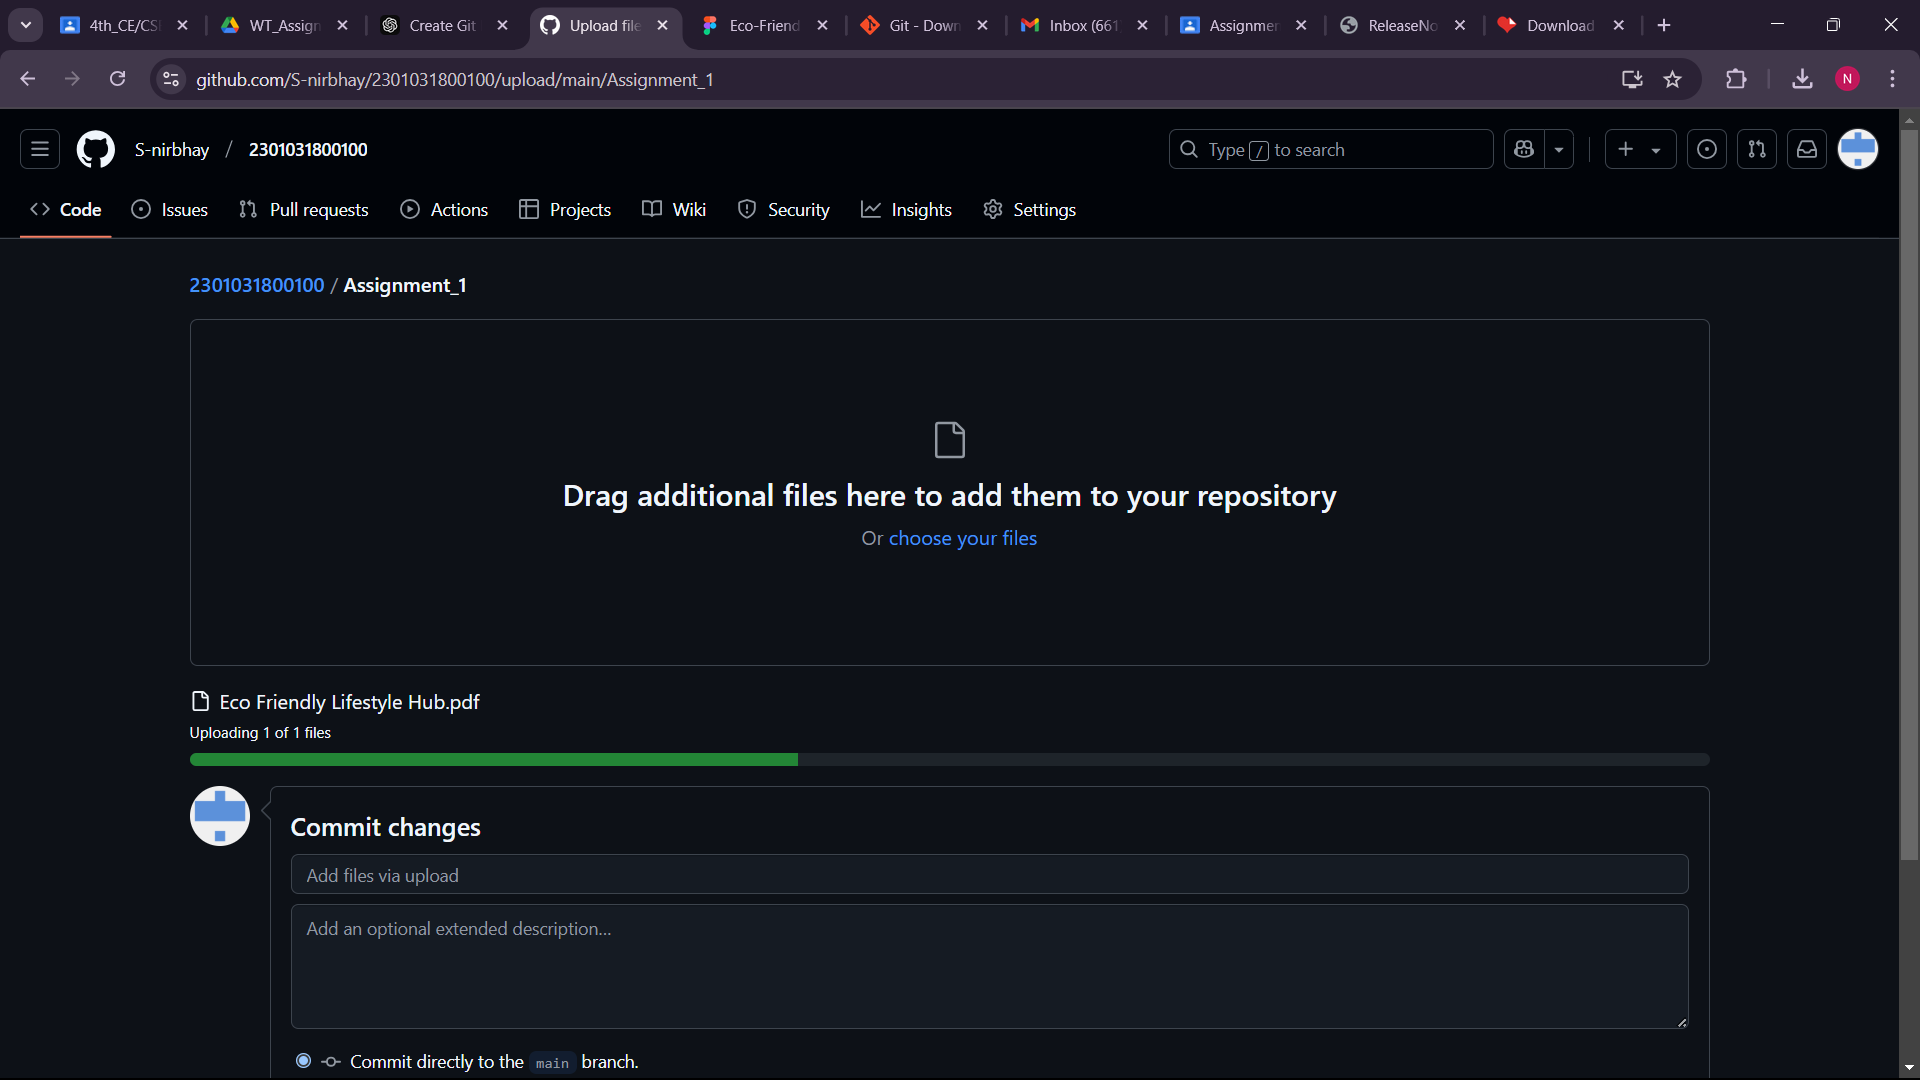 4th_CE/CS
WT_Assign
Create Git
Upload file
Eco-Friend
Git - Down
Inbox (661
Assignmen
ReleaseNo
Download
github.com/S-nirbhay/2301031800100/upload/main/Assignment_1
N
S-nirbhay / 2301031800100
Type / to search
Code
Issues
Pull requests
Actions
Projects
Wiki
Security
Insights
Settings
2301031800100 / Assignment_1
Drag additional files here to add them to your repository
Or choose your files
Eco Friendly Lifestyle Hub.pdf
Uploading 1 of 1 files
Commit changes
Add files via upload
Add an optional extended description...
Commit directly to the main branch.